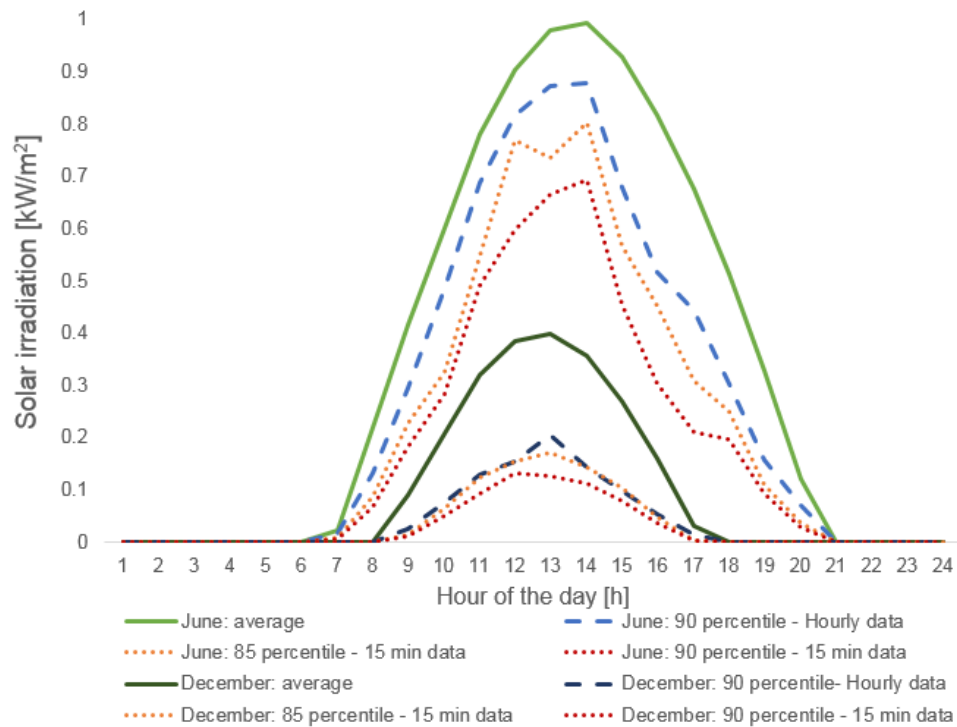 1
0.9
0.8
0.7
0.6
0.5
0.4
0.3
0.2
0.1
0
Solar irradiation [kW/m²]
1 2 3 4 5 6 7 8 9 10 11 12 13 14 15 16 17 18 19 20 21 22 23 24
Hour of the day [h]
June: average
June: 90 percentile - Hourly data
June: 85 percentile - 15 min data
June: 90 percentile - 15 min data
December: average
December: 90 percentile- Hourly data
December: 85 percentile - 15 min data
December: 90 percentile - 15 min data